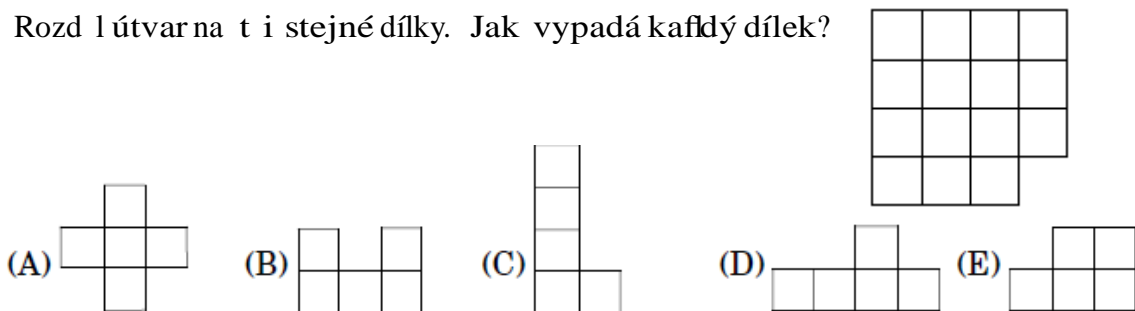 Rozd l útvar na t i stejné dílky. Jak vypadá kaﬂdý dílek?
(A) (B) (C) (D) (E)